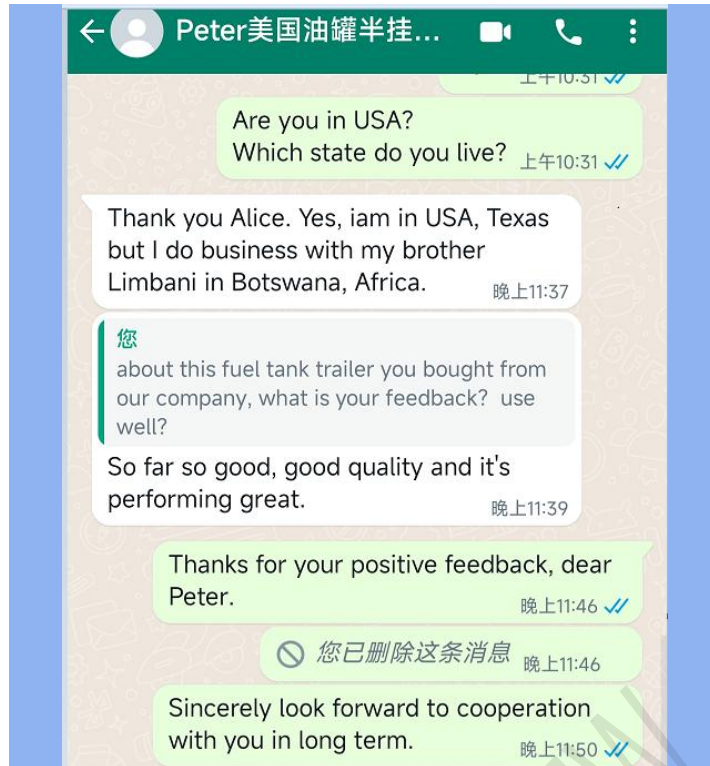 Peter美国油罐半挂...
上午10:31
Are you in USA?
Which state do you live?
上午10:31
Thank you Alice. Yes, iam in USA, Texas
but I do business with my brother
Limbani in Botswana, Africa.
晚上11:37
您
about this fuel tank trailer you bought from
our company, what is your feedback? use
well?
So far so good, good quality and it's
performing great.
晚上11:39
Thanks for your positive feedback, dear
Peter.
晚上11:46
您已删除这条消息
晚上11:46
Sincerely look forward to cooperation
with you in long term.
晚上11:50